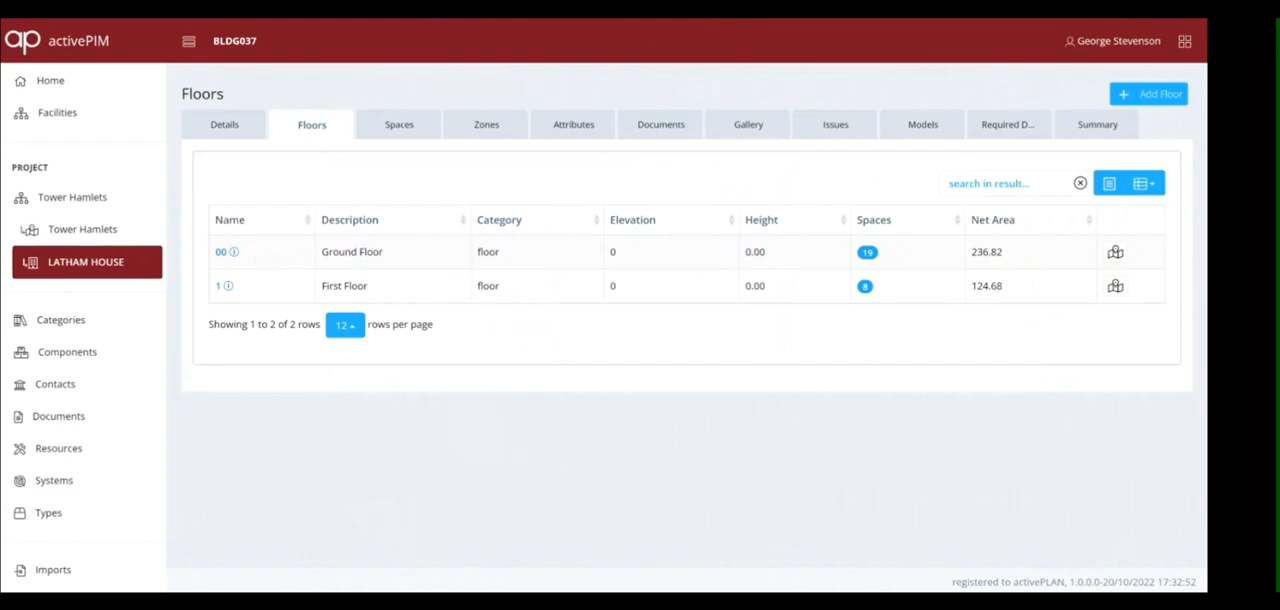 ap activePIM
BLDG037
George Stevenson
Home
Facilities
PROJECT
Tower Hamlets
Tower Hamlets
LATHAM HOUSE
Categories
Components
Contacts
Documents
Resources
Systems
Types
Imports
Floors
+ Add Floor
Details Floors Spaces Zones Attributes Documents Gallery Issues Models Required D... Summary
search in result...
Name Description Category Elevation Height Spaces Net Area
00 Ground Floor floor 0 0.00 19 236.82
1 First Floor floor 0 0.00 8 124.68
Showing 1 to 2 of 2 rows 12 rows per page
registered to activePLAN, 1.0.0.0-20/10/2022 17:32:52